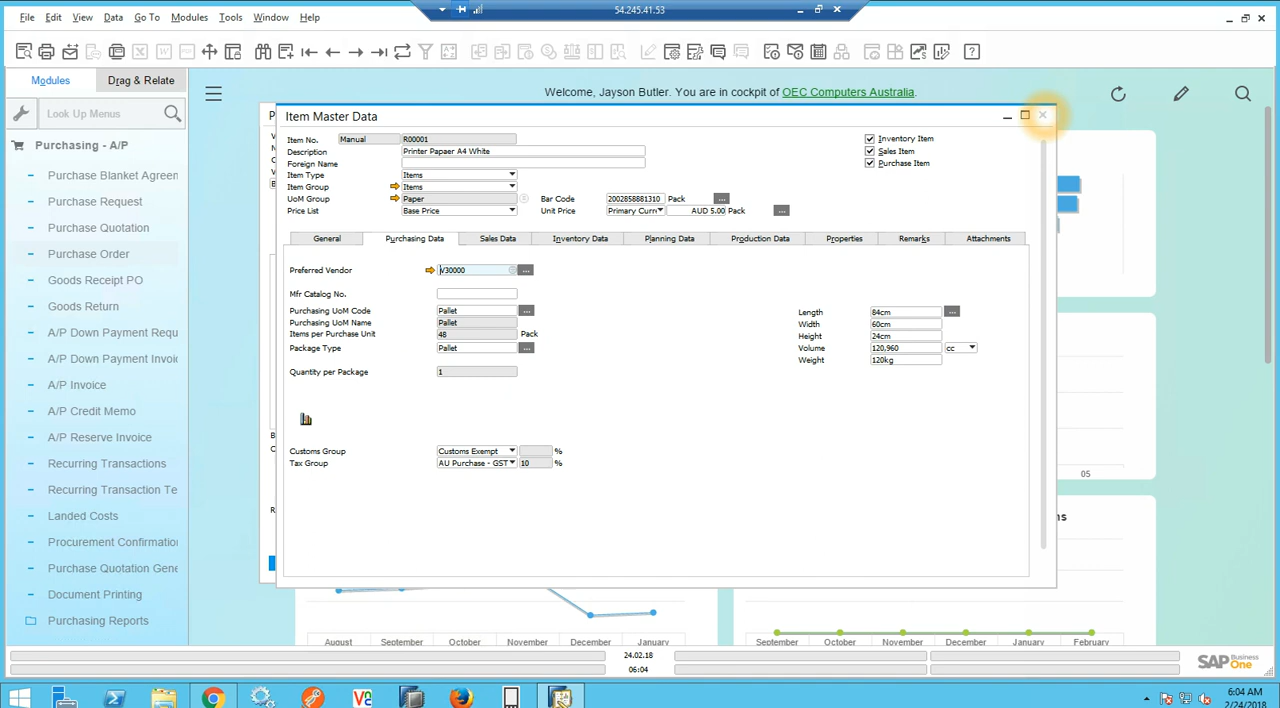 File Edit View Data Go To Modules Tools Window Help
54.245.41.53
Modules Drag & Relate
Look Up Menus
Purchasing - A/P
Purchase Blanket Agreen
Purchase Request
Purchase Quotation
Purchase Order
Goods Receipt PO
Goods Return
A/P Down Payment Requ
A/P Down Payment Invoic
A/P Invoice
A/P Credit Memo
A/P Reserve Invoice
Recurring Transactions
Recurring Transaction Te
Landed Costs
Procurement Confirmation
Purchase Quotation Gene
Document Printing
Purchasing Reports
Welcome, Jayson Butler. You are in cockpit of OEC Computers Australia.
Item Master Data
Item No. Manual R00001
Description Printer Papaer A4 White
Foreign Name
Item Type Items
Item Group Items
UoM Group Paper
Price List Base Price
Bar Code 2002858881310 Pack ...
Unit Price Primary Curr AUD 5.00 Pack ...
Inventory Item
Sales Item
Purchase Item
General Purchasing Data Sales Data Inventory Data Planning Data Production Data Properties Remarks Attachments
Preferred Vendor V30000 ...
Mfr Catalog No.
Purchasing UoM Code Pallet ...
Purchasing UoM Name Pallet
Items per Purchase Unit 48 Pack
Package Type Pallet ...
Quantity per Package 1
Length 84cm ...
Width 60cm
Height 24cm
Volume 120,960 cc
Weight 120kg
Customs Group Customs Exempt %
Tax Group AU Purchase - GST 10 %
05
ns
August September October November December January
September October November December January February
24.02.18
06:04
SAP Business One
6:04 AM
2/24/2018